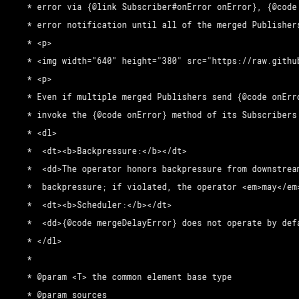 * error via {@link Subscriber#onError onError}, {@code
* error notification until all of the merged Publishers
* <p>
* <img width="640" height="380" src="https://raw.githu
* <p>
* Even if multiple merged Publishers send {@code onErro
* invoke the {@code onError} method of its Subscribers
* <dl>
*  <dt><b>Backpressure:</b></dt>
*  <dd>The operator honors backpressure from downstream
*  backpressure; if violated, the operator <em>may</em>
*  <dt><b>Scheduler:</b></dt>
*  <dd>{@code mergeDelayError} does not operate by defa
* </dl>
*
* @param <T> the common element base type
* @param sources